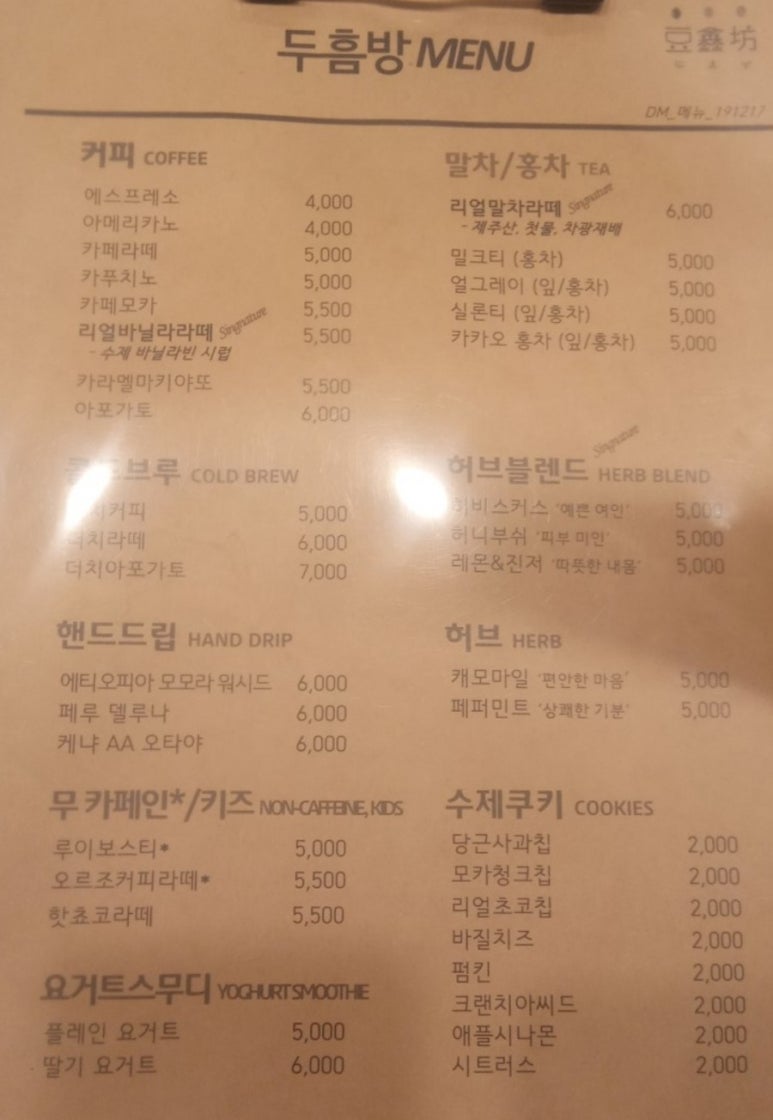 두흠방 MENU
豆鑫坊
DM_메뉴_191217
커피 COFFEE
에스프레소 4,000
아메리카노 4,000
카페라떼 5,000
카푸치노 5,000
카페모카 5,500
리얼바닐라라떼 Singnature 5,500
- 수제 바닐라빈 시럽
카라멜마키야또 5,500
아포가토 6,000
브루 COLD BREW
커피 5,000
더치라떼 6,000
더치아포가토 7,000
핸드드립 HAND DRIP
에티오피아 모모라 워시드 6,000
페루 델루나 6,000
케냐 AA 오타야 6,000
무 카페인*/키즈 NON-CAFFEINE, KIDS
루이보스티* 5,000
오르조커피라떼* 5,500
핫쵸코라떼 5,500
요거트스무디 YOGHURT SMOOTHIE
플레인 요거트 5,000
딸기 요거트 6,000
말차/홍차 TEA
리얼말차라떼 Singnature 6,000
- 제주산, 첫물, 차광재배
밀크티 (홍차) 5,000
얼그레이 (잎/홍차) 5,000
실론티 (잎/홍차) 5,000
카카오 홍차 (잎/홍차) 5,000
Singnature
허브블렌드 HERB BLEND
히비스커스 '예쁜 여인' 5,000
허니부쉬 '피부 미인' 5,000
레몬&진저 '따뜻한 내몸' 5,000
허브 HERB
캐모마일 '편안한 마음' 5,000
페퍼민트 '상쾌한 기분' 5,000
수제쿠키 COOKIES
당근사과칩 2,000
모카청크칩 2,000
리얼초코칩 2,000
바질치즈 2,000
펌킨 2,000
크랜치아씨드 2,000
애플시나몬 2,000
시트러스 2,000